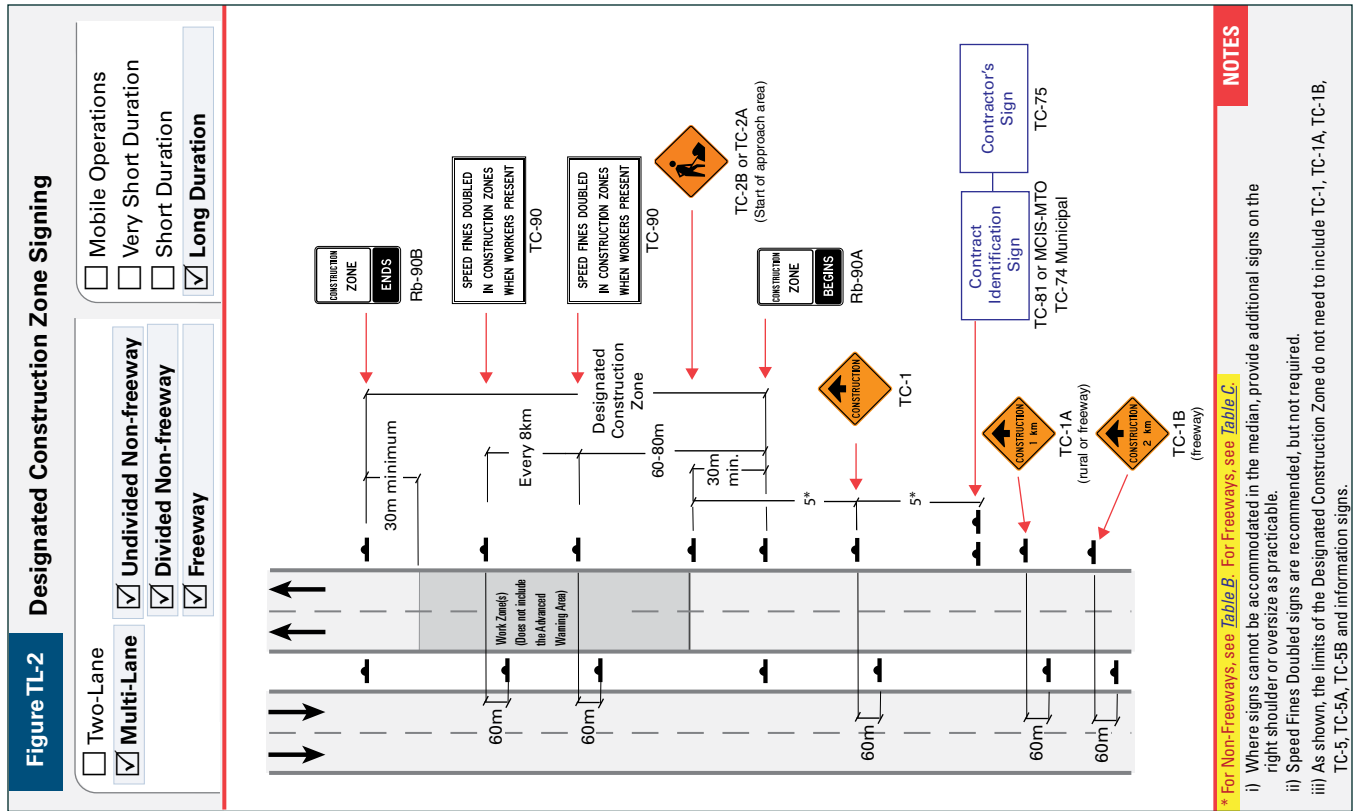 Figure TL-2
Designated Construction Zone Signing
Two-Lane
Multi-Lane
Undivided Non-freeway
Divided Non-freeway
Freeway
Mobile Operations
Very Short Duration
Short Duration
Long Duration
30m minimum
Every 8km
Designated
Construction
Zone
60-80m
30m
min.
5*
5*
CONSTRUCTION
ZONE
ENDS
Rb-90B
SPEED FINES DOUBLED
IN CONSTRUCTION ZONES
WHEN WORKERS PRESENT
TC-90
SPEED FINES DOUBLED
IN CONSTRUCTION ZONES
WHEN WORKERS PRESENT
TC-90
TC-2B or TC-2A
(Start of approach area)
CONSTRUCTION
ZONE
BEGINS
Rb-90A
CONSTRUCTION
TC-1
Contract
Identification
Sign
TC-81 or MCIS-MTO
TC-74 Municipal
Contractor's
Sign
TC-75
CONSTRUCTION
1 km
TC-1A
(rural or freeway)
CONSTRUCTION
2 km
TC-1B
(freeway)
Work Zone(s)
(Does not include
the Advanced
Warning Area)
60m
60m
60m
60m
60m
NOTES
* For Non-Freeways, see Table B. For Freeways, see Table C.
i) Where signs cannot be accommodated in the median, provide additional signs on the
right shoulder or oversize as practicable.
ii) Speed Fines Doubled signs are recommended, but not required.
iii) As shown, the limits of the Designated Construction Zone do not need to include TC-1, TC-1A, TC-1B,
TC-5, TC-5A, TC-5B and information signs.